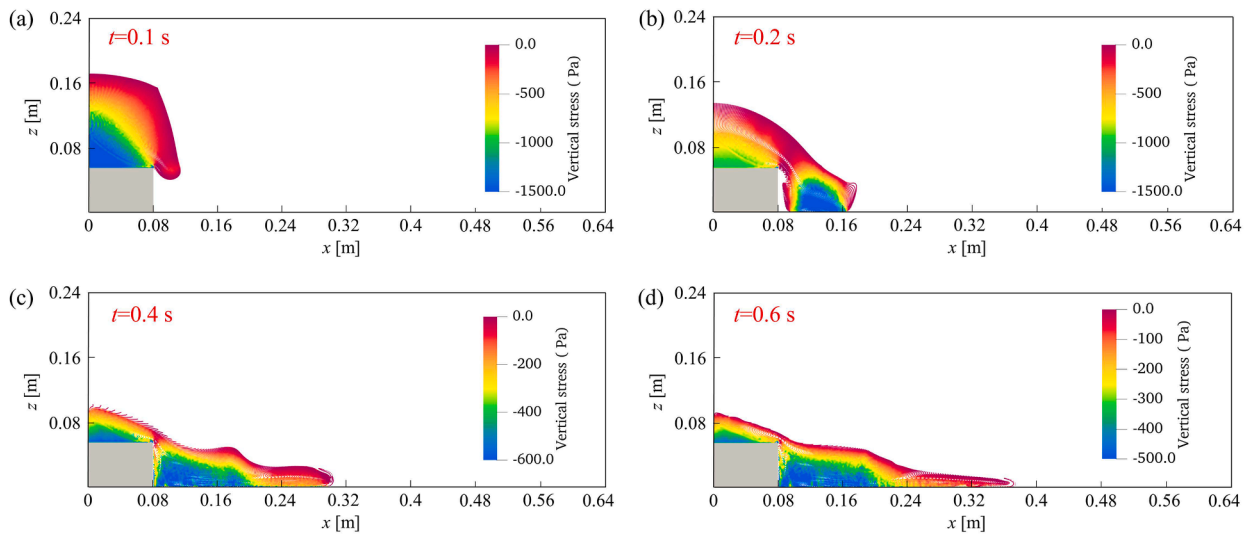 (a)
0.24
t=0.1 s
0.16
z [m]
0.08
0
0 0.08 0.16 0.24 0.32 0.4 0.48 0.56 0.64
x [m]
0.0
-500
-1000
-1500.0
Vertical stress ( Pa)
(b)
0.24
t=0.2 s
0.16
z [m]
0.08
0
0 0.08 0.16 0.24 0.32 0.4 0.48 0.56 0.64
x [m]
0.0
-500
-1000
-1500.0
Vertical stress ( Pa)
(c)
0.24
t=0.4 s
0.16
z [m]
0.08
0
0 0.08 0.16 0.24 0.32 0.4 0.48 0.56 0.64
x [m]
0.0
-200
-400
-600.0
Vertical stress ( Pa)
(d)
0.24
t=0.6 s
0.16
z [m]
0.08
0
0 0.08 0.16 0.24 0.32 0.4 0.48 0.56 0.64
x [m]
0.0
-100
-200
-300
-400
-500.0
Vertical stress ( Pa)